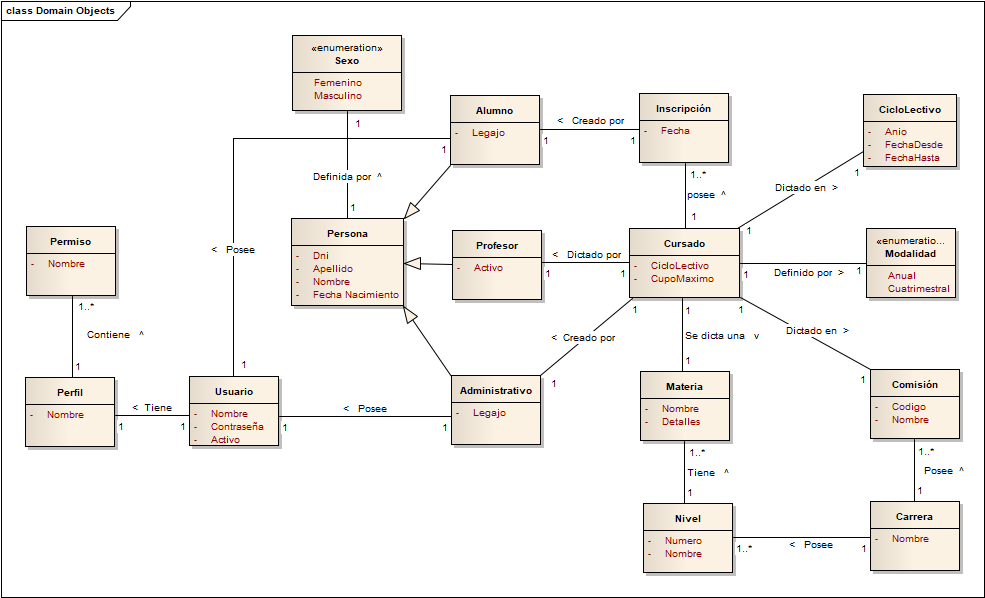 class Domain Objects
«enumeration»
Sexo
Femenino
Masculino
1
Definida por ^
1
Alumno
- Legajo
1
1
< Creado por
1
Inscripción
- Fecha
1..*
posee ^
1
CicloLectivo
- Anio
- FechaDesde
- FechaHasta
1
Dictado en >
1
Persona
- Dni
- Apellido
- Nombre
- Fecha Nacimiento
Profesor
- Activo
1
< Dictado por
1
Cursado
- CicloLectivo
- CupoMaximo
1
Definido por >
1
«enumeratio...
Modalidad
Anual
Cuatrimestral
< Posee
1
Permiso
- Nombre
1..*
Contiene ^
1
Perfil
- Nombre
1
< Tiene
1
Usuario
- Nombre
- Contraseña
- Activo
1
< Posee
1
Administrativo
- Legajo
1
< Creado por
1
1
Se dicta una v
1
1
Dictado en >
1
Materia
- Nombre
- Detalles
1..*
Tiene ^
1
Comisión
- Codigo
- Nombre
1..*
Posee ^
1
Nivel
- Numero
- Nombre
1..*
< Posee
1
Carrera
- Nombre